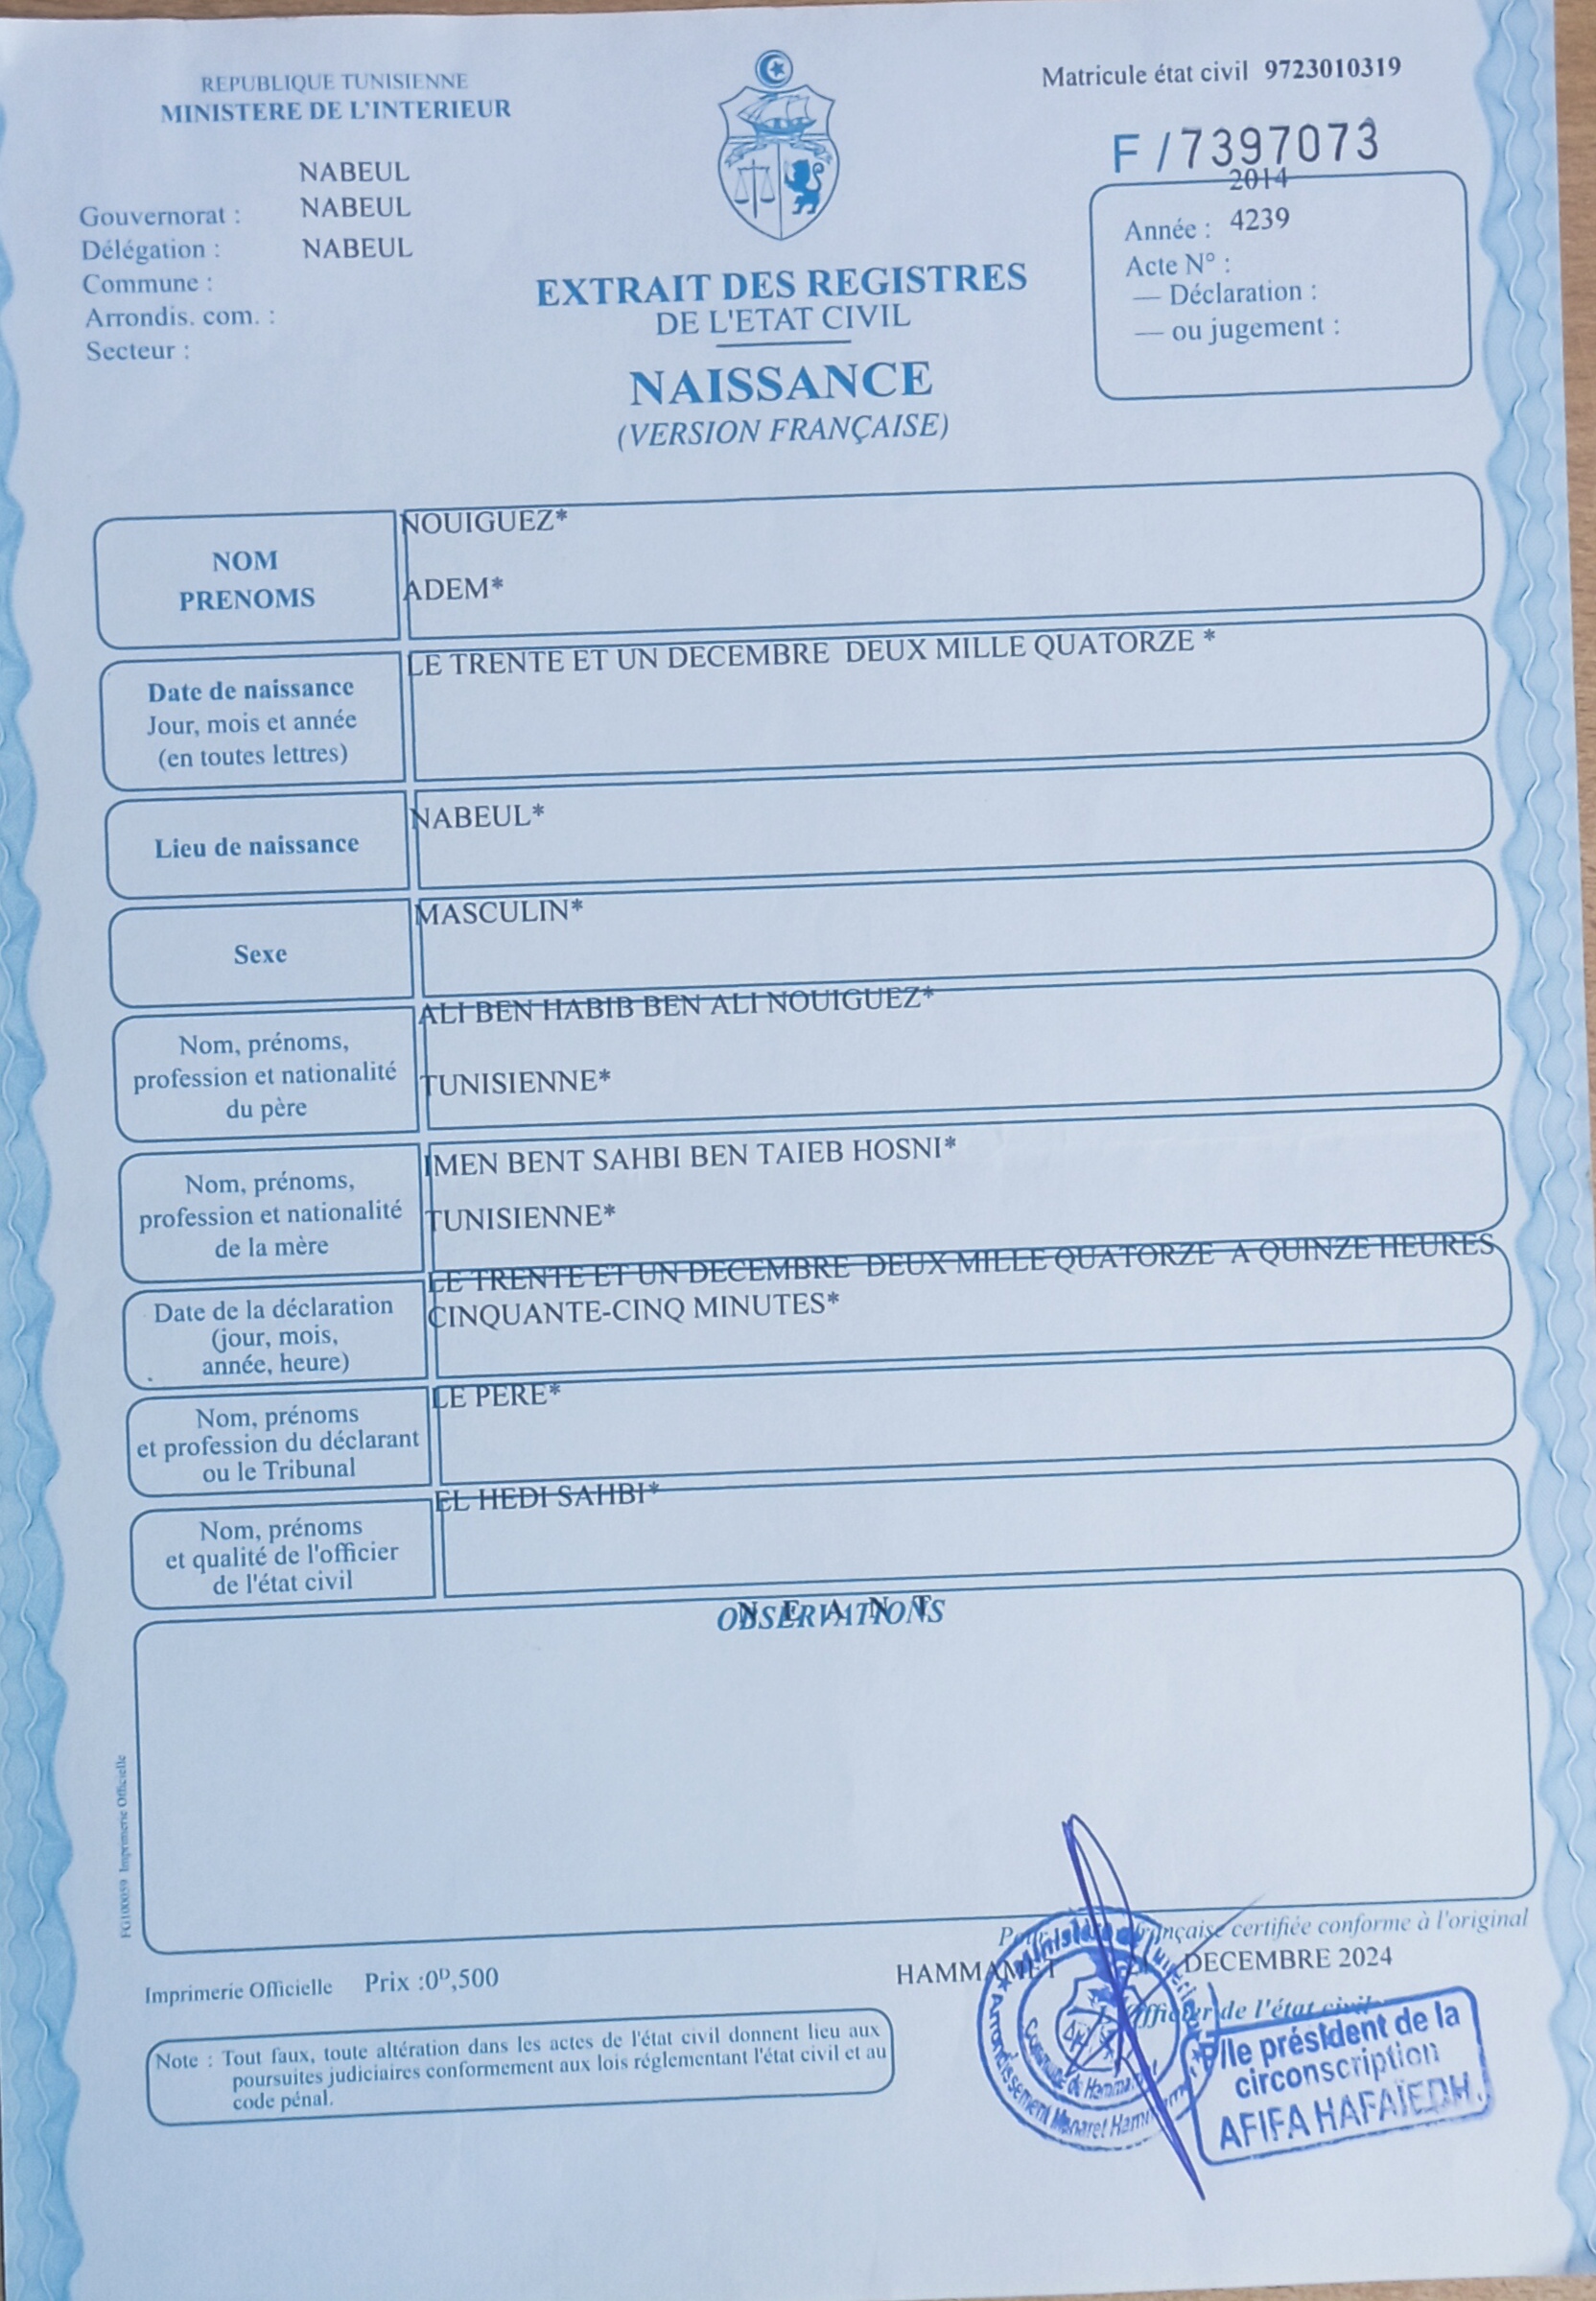 REPUBLIQUE TUNISIENNE
MINISTERE DE L'INTERIEUR
Matricule état civil 9723010319
F / 7397073
NABEUL
Gouvernorat : NABEUL
Délégation : NABEUL
Commune :
Arrondis. com. :
Secteur :
2014
Année : 4239
Acte N° :
— Déclaration :
— ou jugement :
EXTRAIT DES REGISTRES
DE L'ETAT CIVIL
NAISSANCE
(VERSION FRANÇAISE)
NOM
PRENOMS
NOUIGUEZ*
ADEM*
Date de naissance
Jour, mois et année
(en toutes lettres)
LE TRENTE ET UN DECEMBRE DEUX MILLE QUATORZE *
Lieu de naissance
NABEUL*
Sexe
MASCULIN*
Nom, prénoms,
profession et nationalité
du père
ALI BEN HABIB BEN ALI NOUIGUEZ*
TUNISIENNE*
Nom, prénoms,
profession et nationalité
de la mère
IMEN BENT SAHBI BEN TAIEB HOSNI*
TUNISIENNE*
Date de la déclaration
(jour, mois,
année, heure)
LE TRENTE ET UN DECEMBRE DEUX MILLE QUATORZE A QUINZE HEURES
CINQUANTE-CINQ MINUTES*
Nom, prénoms
et profession du déclarant
ou le Tribunal
LE PERE*
Nom, prénoms
et qualité de l'officier
de l'état civil
EL HEDI SAHBI*
OBSERVATIONS
N E A N T
FG100059 Imprimerie Officielle
française certifiée conforme à l'original
HAMMAMET DECEMBRE 2024
Officier de l'état civil
Imprimerie Officielle Prix :0ᴰ,500
Note : Tout faux, toute altération dans les actes de l'état civil donnent lieu aux
poursuites judiciaires conformement aux lois réglementant l'état civil et au
code pénal.
P/le président de la
circonscription
AFIFA HAFAÏEDH